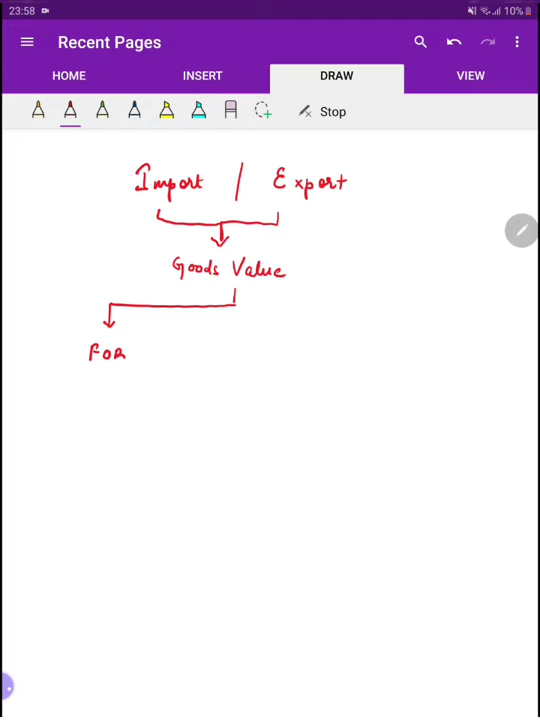 23:58 10%
Recent Pages
HOME INSERT DRAW VIEW
Stop
Import / Export
Goods Value
FOR